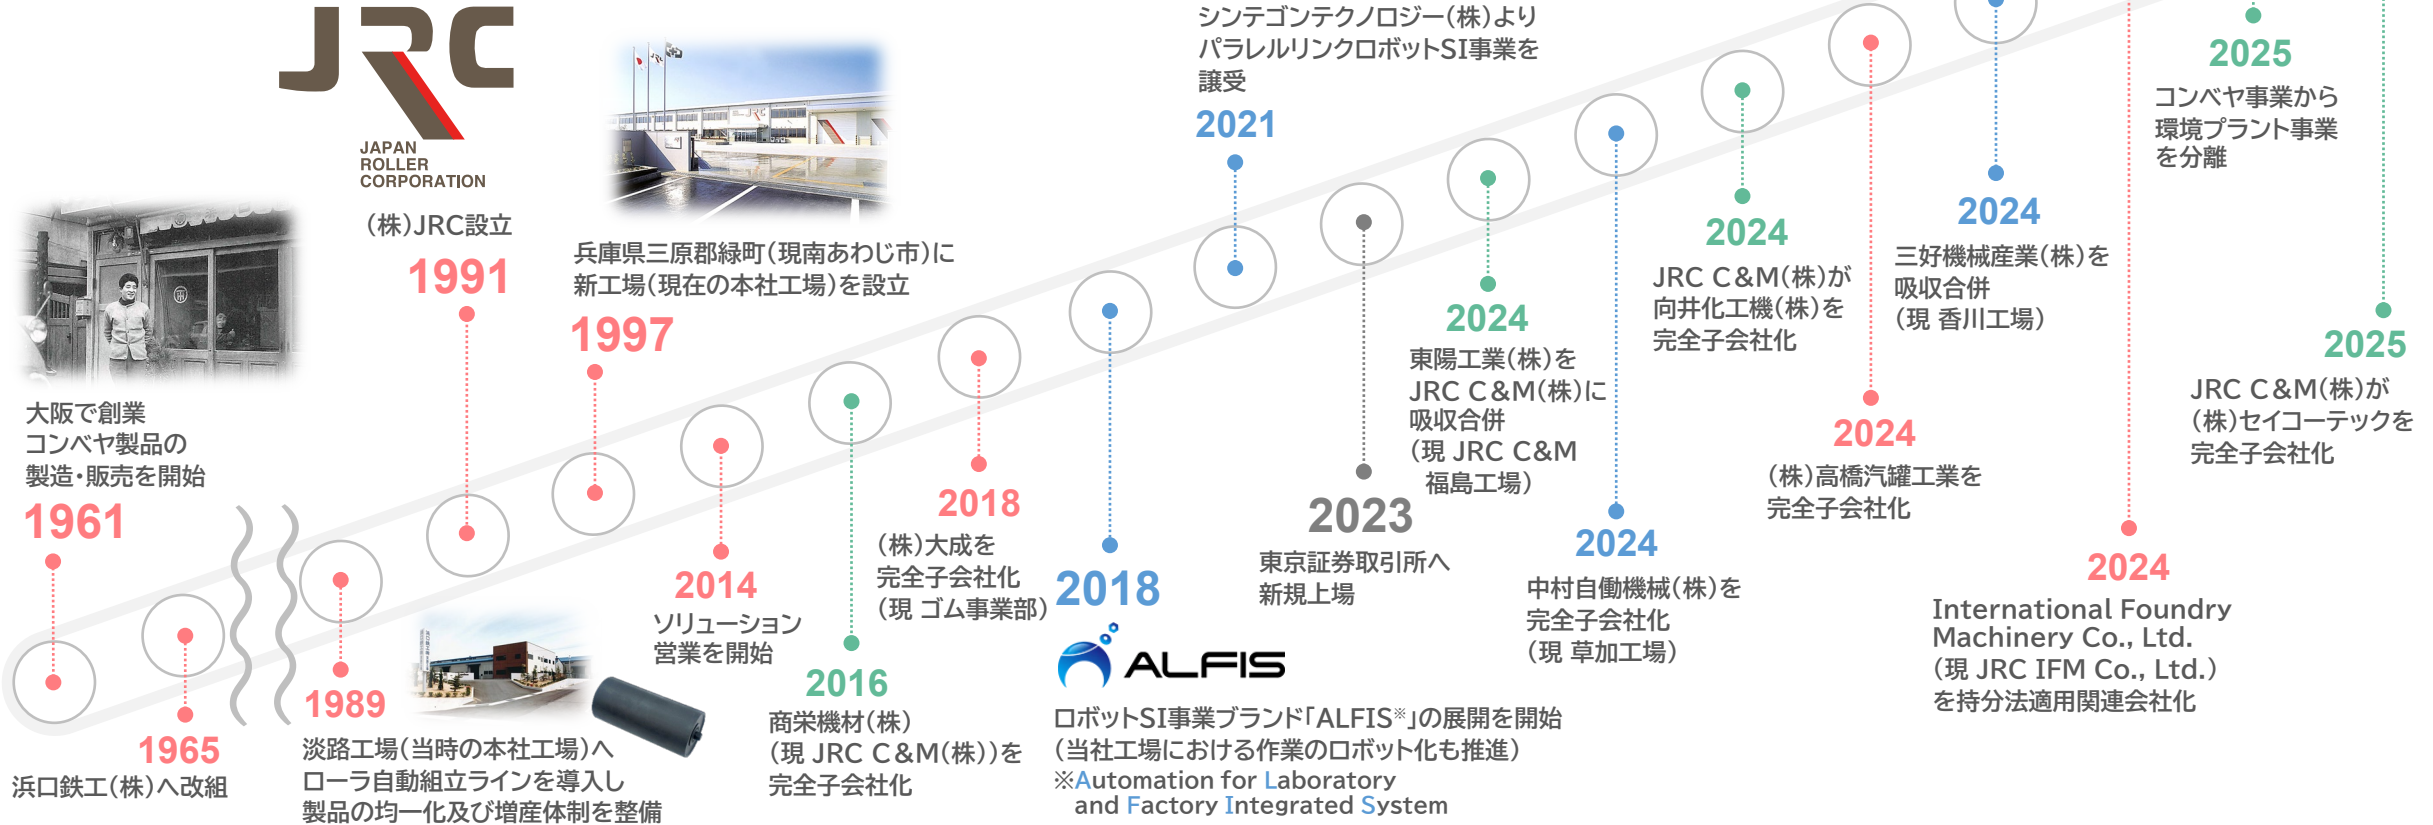 JRC
JAPAN
ROLLER
CORPORATION
大阪で創業
コンベヤ製品の
製造・販売を開始
1961
1965
浜口鉄工(株)へ改組
1989
淡路工場(当時の本社工場)へ
ローラ自動組立ラインを導入し
製品の均一化及び増産体制を整備
(株)JRC設立
1991
兵庫県三原郡緑町(現南あわじ市)に
新工場(現在の本社工場)を設立
1997
2014
ソリューション
営業を開始
2016
商栄機材(株)
(現 JRC C&M(株))を
完全子会社化
2018
(株)大成を
完全子会社化
(現 ゴム事業部)
2018
ALFIS
ロボットSI事業ブランド「ALFIS※」の展開を開始
(当社工場における作業のロボット化も推進)
※Automation for Laboratory
and Factory Integrated System
シンテゴンテクノロジー(株)より
パラレルリンクロボットSI事業を
譲受
2021
2023
東京証券取引所へ
新規上場
2024
東陽工業(株)を
JRC C&M(株)に
吸収合併
(現 JRC C&M
福島工場)
2024
中村自働機械(株)を
完全子会社化
(現 草加工場)
2024
JRC C&M(株)が
向井化工機(株)を
完全子会社化
2024
(株)高橋汽罐工業を
完全子会社化
2024
三好機械産業(株)を
吸収合併
(現 香川工場)
2024
International Foundry
Machinery Co., Ltd.
(現 JRC IFM Co., Ltd.)
を持分法適用関連会社化
2025
コンベヤ事業から
環境プラント事業
を分離
2025
JRC C&M(株)が
(株)セイコーテックを
完全子会社化